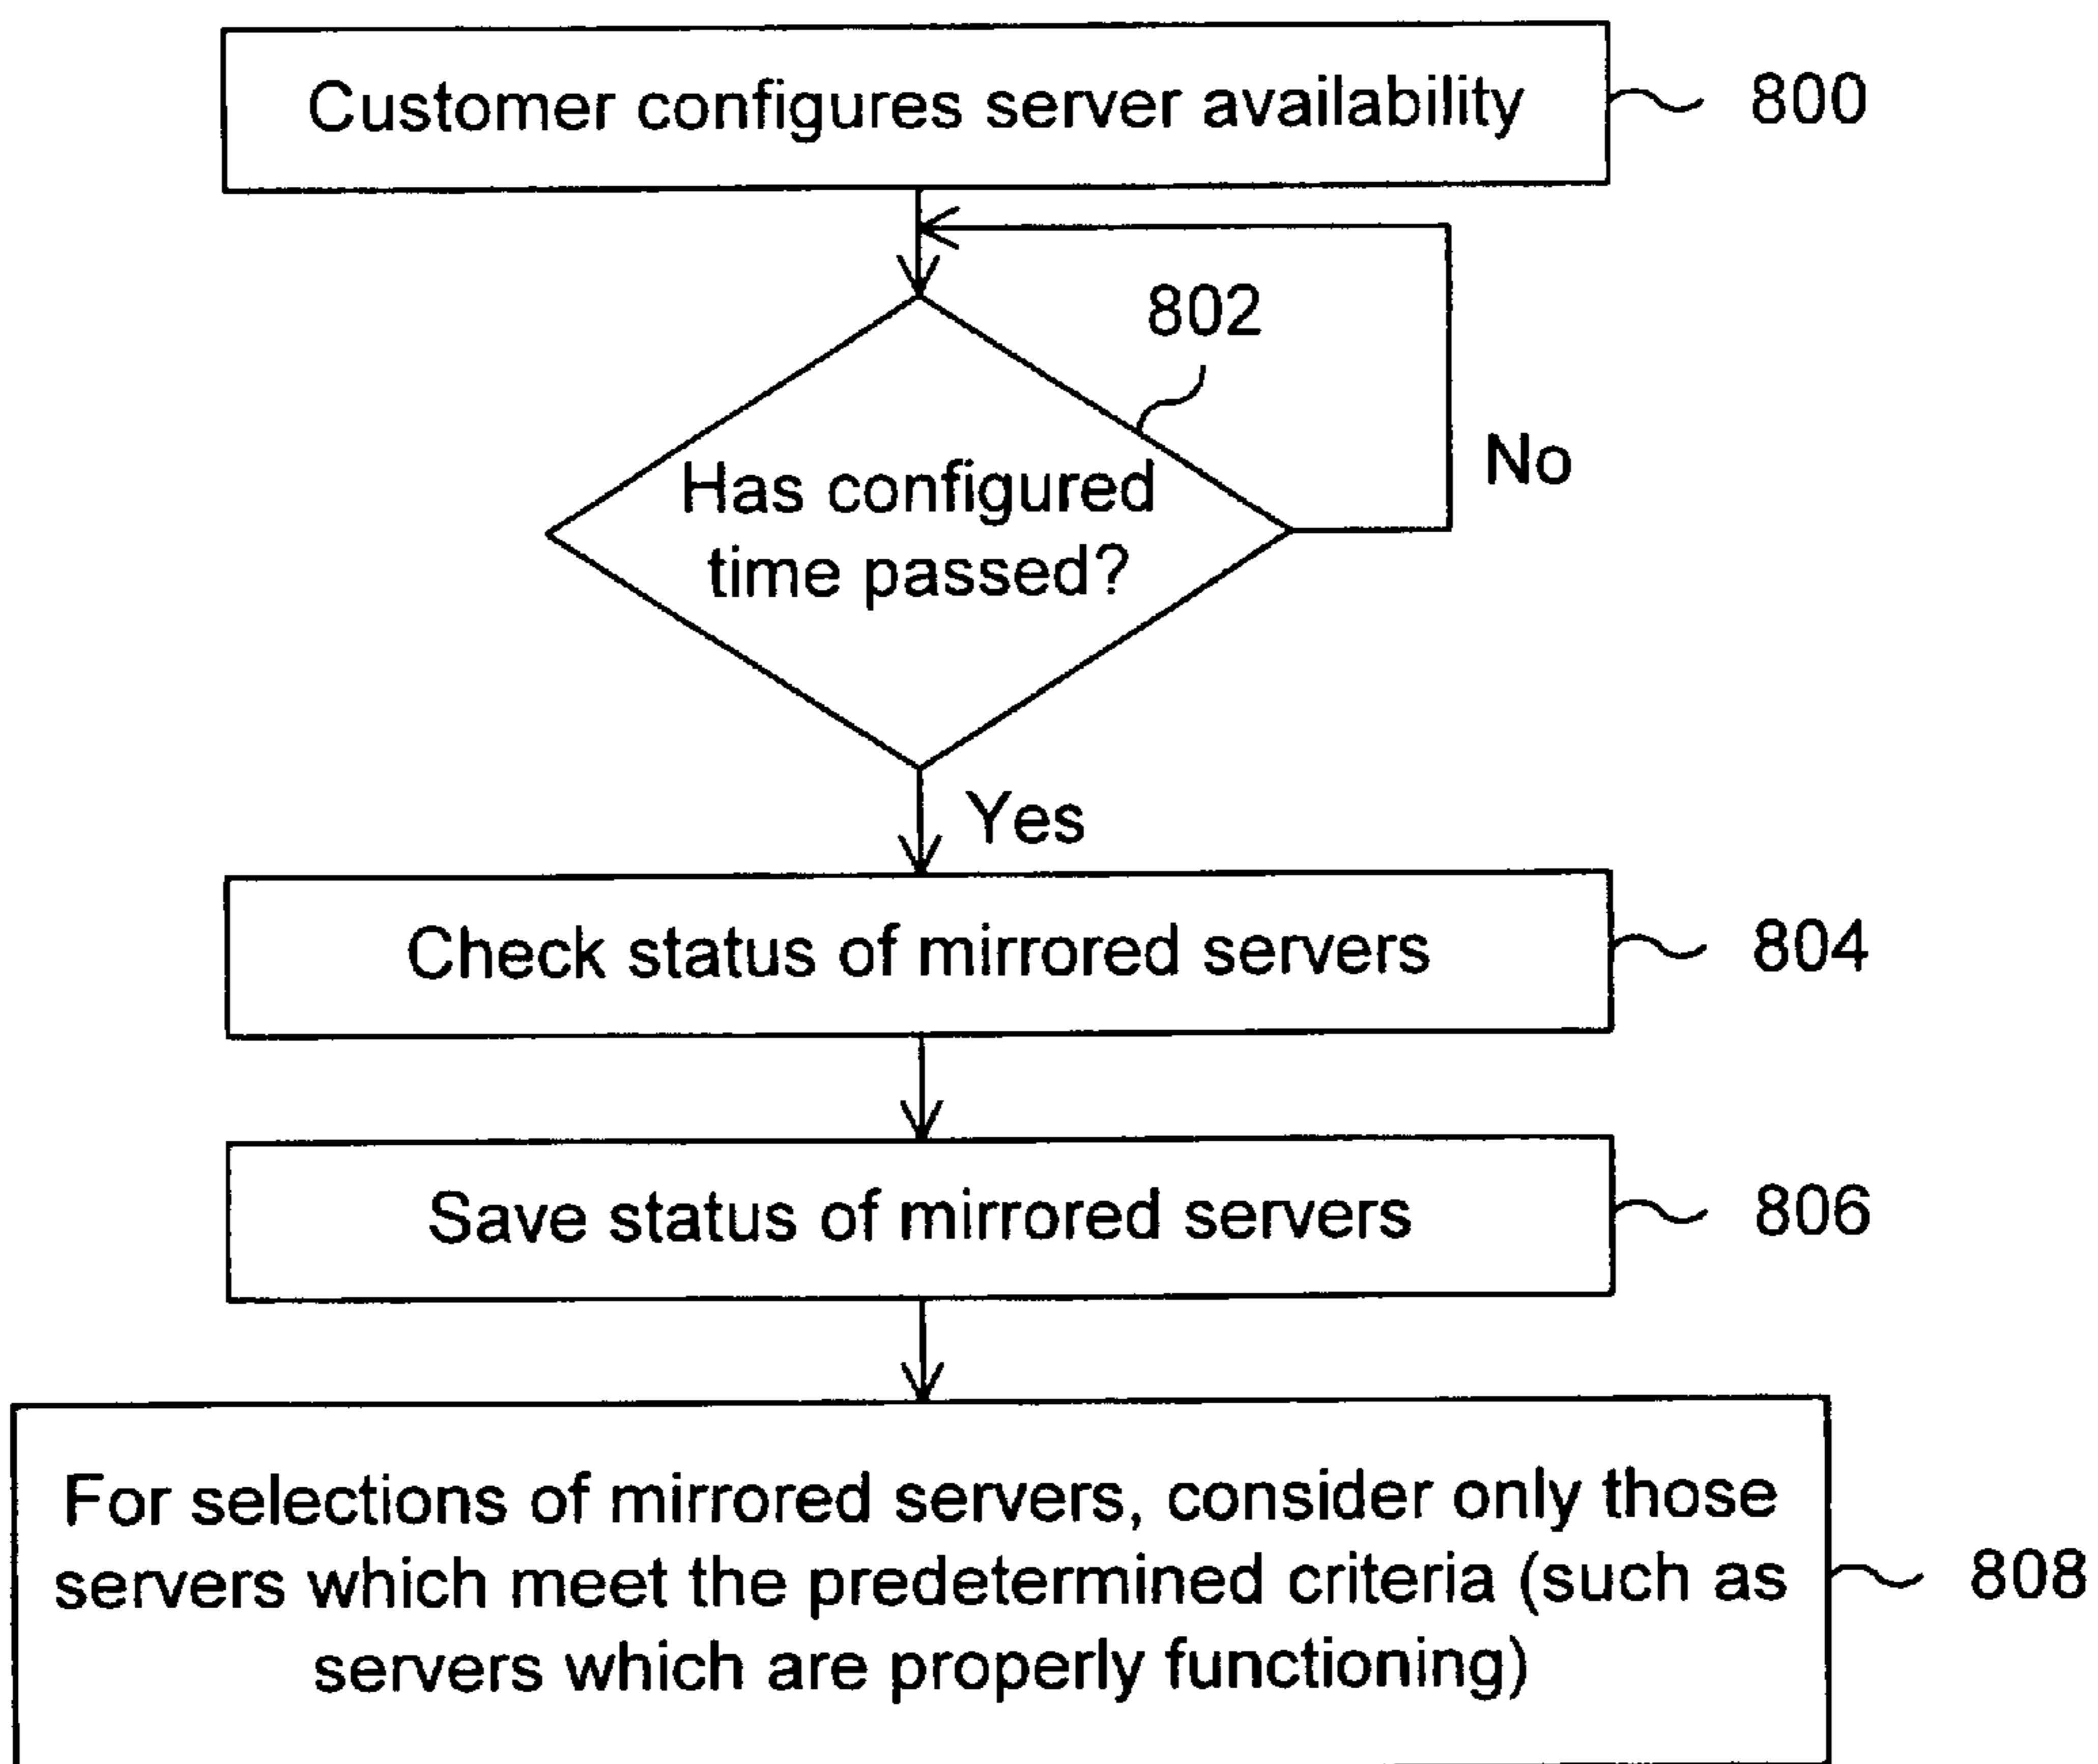 Customer configures server availability
800
802
Has configured
time passed?
No
Yes
Check status of mirrored servers
804
Save status of mirrored servers
806
For selections of mirrored servers, consider only those
servers which meet the predetermined criteria (such as
servers which are properly functioning)
808